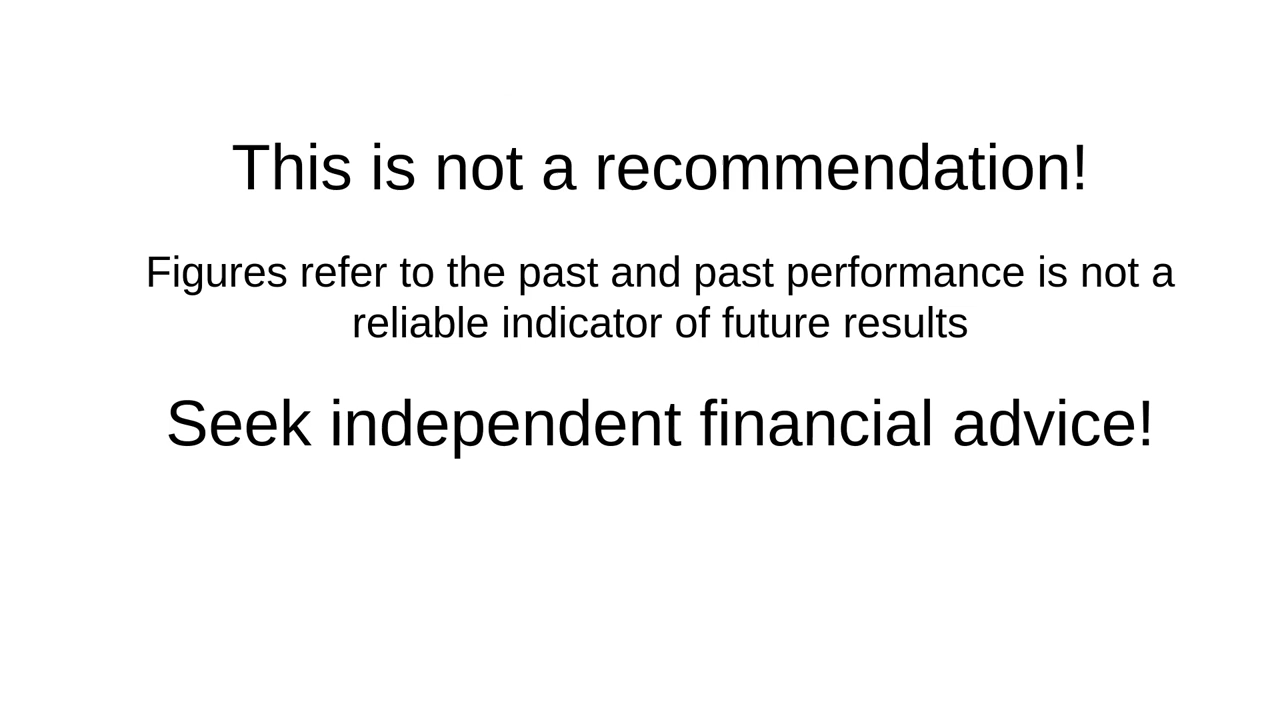 This is not a recommendation!
Figures refer to the past and past performance is not a
reliable indicator of future results
Seek independent financial advice!